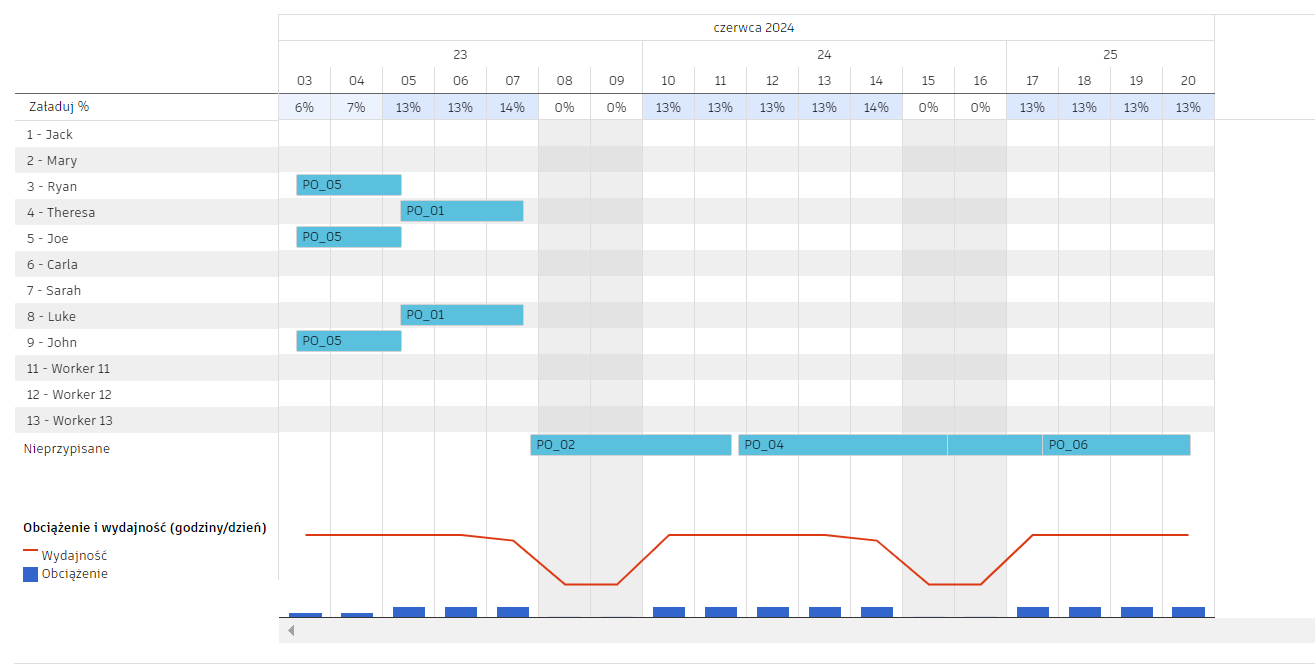 czerwca 2024
23 24 25
03 04 05 06 07 08 09 10 11 12 13 14 15 16 17 18 19 20
Załaduj % 6% 7% 13% 13% 14% 0% 0% 13% 13% 13% 13% 14% 0% 0% 13% 13% 13% 13%
1 - Jack
2 - Mary
3 - Ryan PO_05
4 - Theresa PO_01
5 - Joe PO_05
6 - Carla
7 - Sarah
8 - Luke PO_01
9 - John PO_05
11 - Worker 11
12 - Worker 12
13 - Worker 13
Nieprzypisane PO_02 PO_04 PO_06
Obciążenie i wydajność (godziny/dzień)
Wydajność
Obciążenie